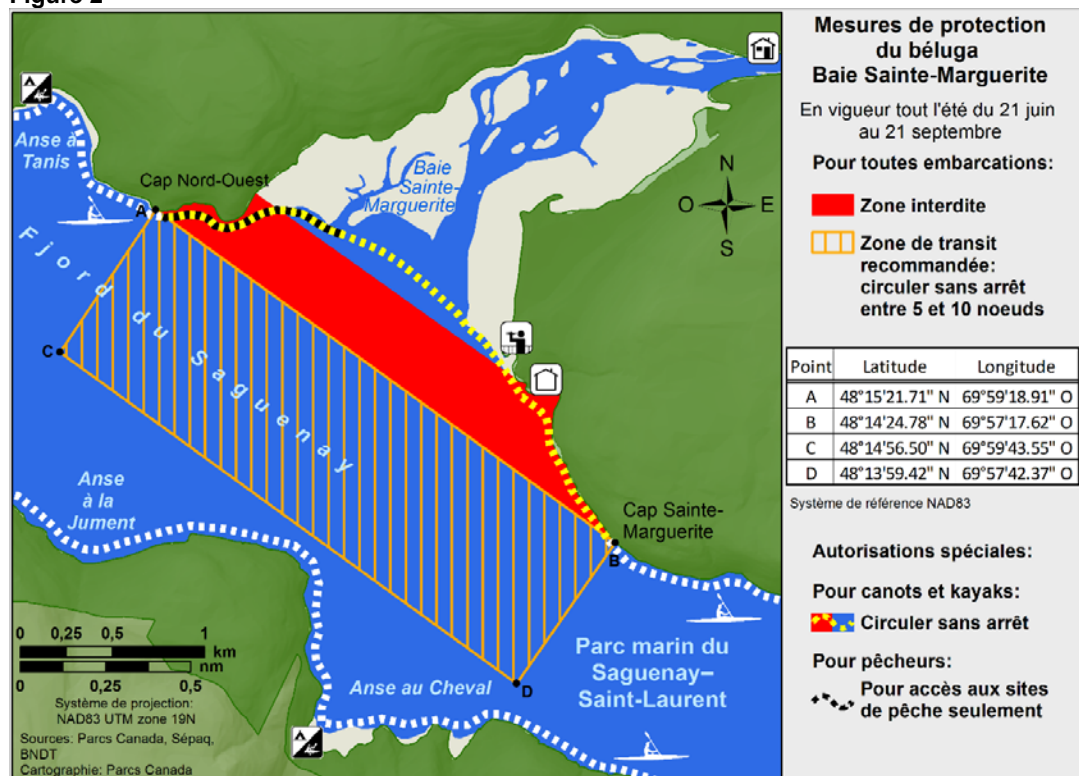 Figure 2
Anse à
Tanis
Cap Nord-Ouest
A
Baie
Sainte-
Marguerite
Fjord du Saguenay
C
Anse
à la
Jument
Cap Sainte-
Marguerite
B
Parc marin du
Saguenay–
Saint-Laurent
Anse au Cheval
D
0 0,25 0,5 1
km
nm
0 0,25 0,5
Système de projection:
NAD83 UTM zone 19N
Sources: Parcs Canada, Sépaq,
BNDT
Cartographie: Parcs Canada
N
O E
S
Mesures de protection
du béluga
Baie Sainte-Marguerite
En vigueur tout l'été du 21 juin
au 21 septembre
Pour toutes embarcations:
Zone interdite
Zone de transit
recommandée:
circuler sans arrêt
entre 5 et 10 noeuds
Point Latitude Longitude
A 48°15'21.71" N 69°59'18.91" O
B 48°14'24.78" N 69°57'17.62" O
C 48°14'56.50" N 69°59'43.55" O
D 48°13'59.42" N 69°57'42.37" O
Système de référence NAD83
Autorisations spéciales:
Pour canots et kayaks:
Circuler sans arrêt
Pour pêcheurs:
Pour accès aux sites
de pêche seulement